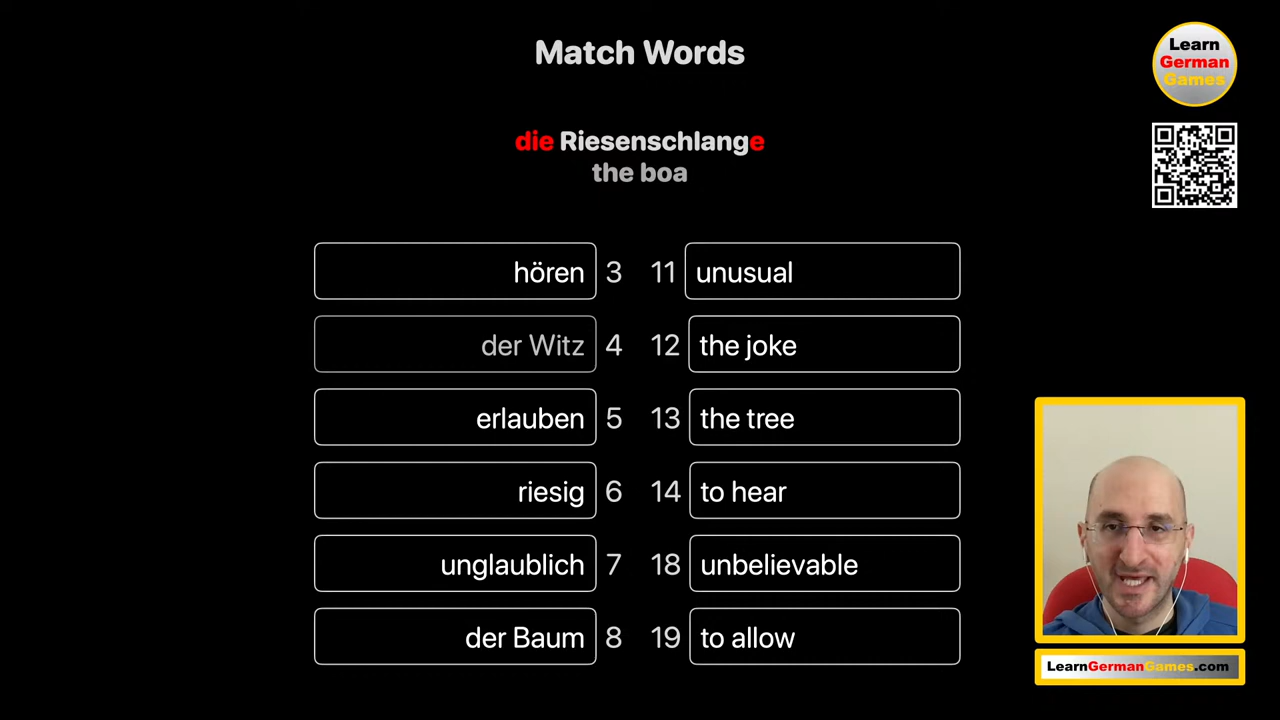 Match Words
Learn
German
Games
die Riesenschlange
the boa
hören 3 11 unusual
der Witz 4 12 the joke
erlauben 5 13 the tree
riesig 6 14 to hear
unglaublich 7 18 unbelievable
der Baum 8 19 to allow
LearnGermanGames.com